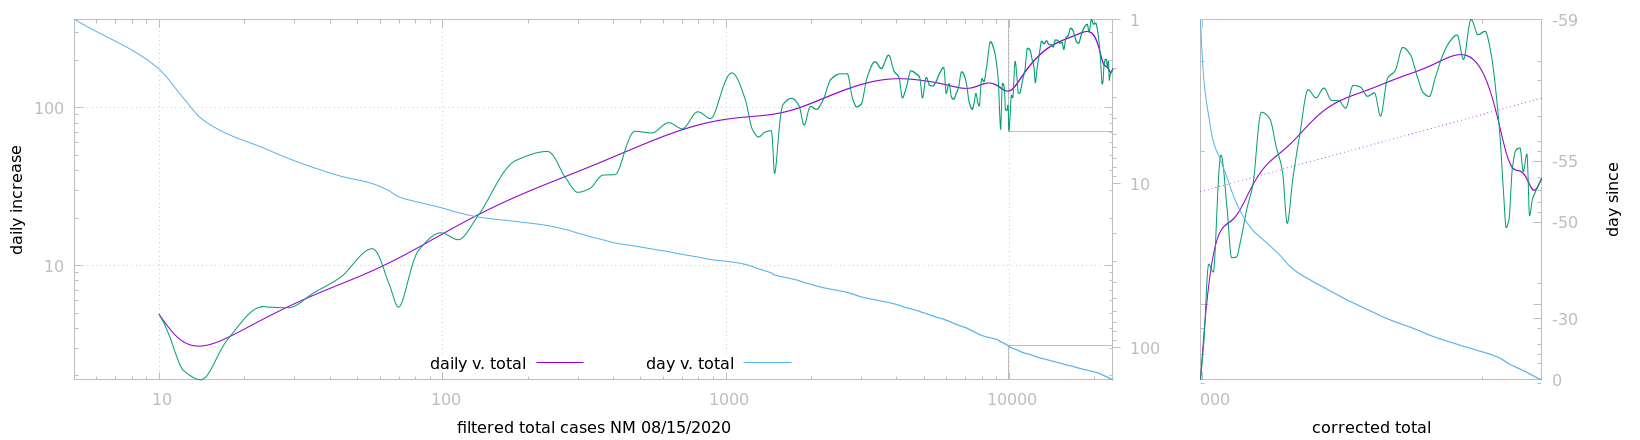 1
-59
100
daily increase
10
-55
10
-50
day since
-30
daily v. total
day v. total
100
0
10
100
1000
10000
000
filtered total cases NM 08/15/2020
corrected total